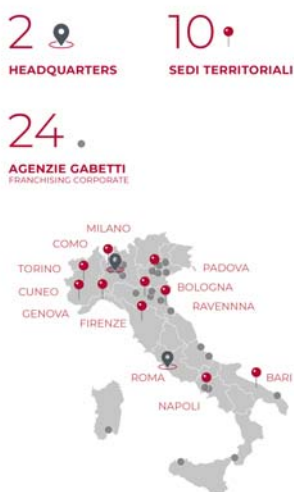 2
HEADQUARTERS
10
SEDI TERRITORIALI
24
AGENZIE GABETTI
FRANCHISING CORPORATE
MILANO
COMO
TORINO
PADOVA
CUNEO
BOLOGNA
GENOVA
RAVENNNA
FIRENZE
ROMA
BARI
NAPOLI